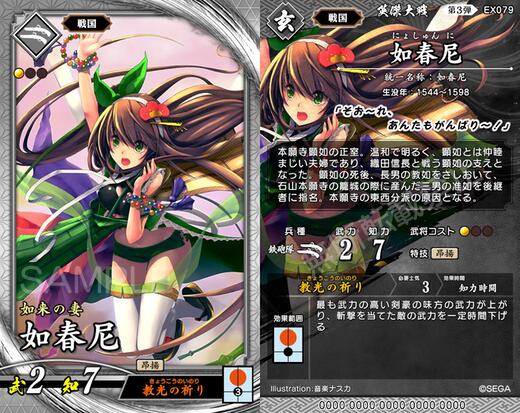 戦国
SAMPLE
如来の妻
如春尼
昂揚
武2 知7
きょうこうのいのり
教光の祈り
3
玄
戦国
英傑大戦
第3弾
EX079
にょしゅん に
如春尼
統一名称:如春尼
生没年:1544~1598
「そぉ~れ、
あんたもがんばり~!」
本願寺顕如の正室。温和で明るく、顕如とは仲睦
まじい夫婦であり、織田信長と戦う顕如の支えと
なった。顕如の死後、長男の教如をさしおいて、
石山本願寺の籠城の際に産んだ三男の准如を後継
者に指名。本願寺の東西分派の原因となる。
兵種 武力 知力 武将コスト
鉄砲隊 2 7 特技 昂揚
きょうこうのいのり 必要士気 効果時間
教光の祈り 3 知力時間
効果範囲
最も武力の高い剣豪の味方の武力が上が
り、斬撃を当てた敵の武力を一定時間下げ
る
Illustration:音楽ナスカ
©SEGA
0000 0000 0000 0000 0000